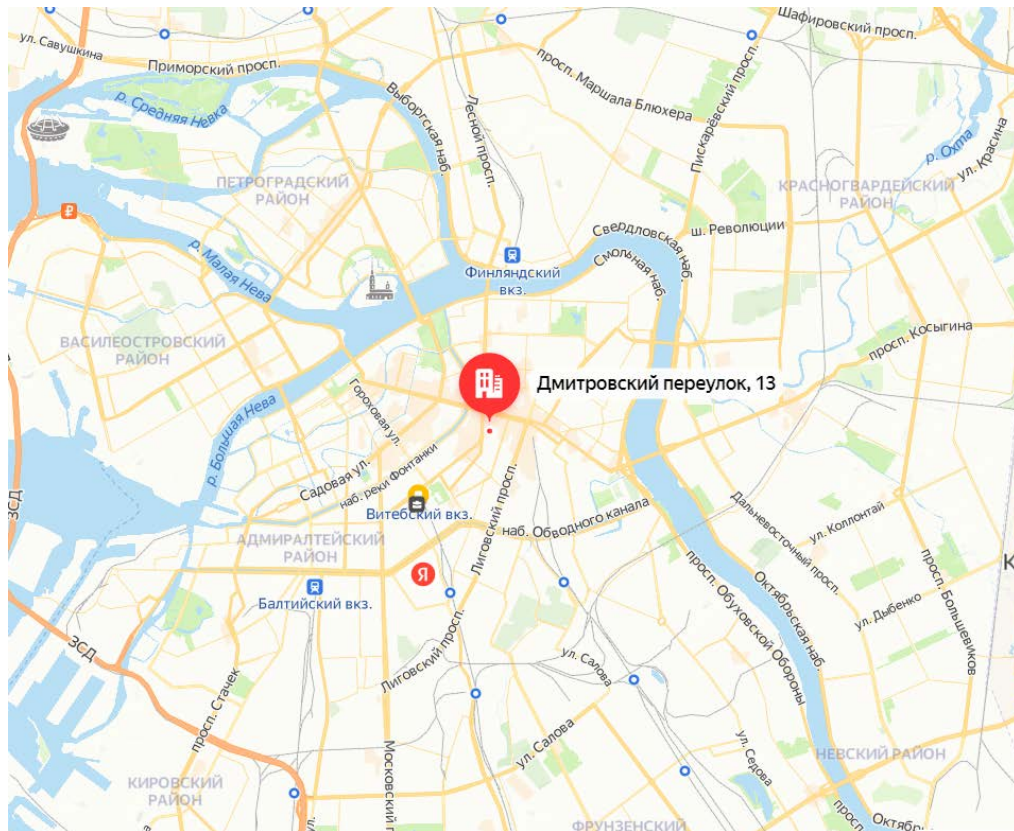 Шафировский просп.
ул. Савушкина
Приморский просп.
просп. Маршала Блюхера
р. Средняя Невка
Выборгская наб.
Лесной просп.
Пискарёвский просп.
р. Охта
ул. Красина
ПЕТРОГРАДСКИЙ
РАЙОН
КРАСНОГВАРДЕЙСКИЙ
РАЙОН
₽
Свердловская наб.
ш. Революции
р. Малая Нева
Финляндский
вкз.
Смольная наб.
ВАСИЛЕОСТРОВСКИЙ
РАЙОН
просп. Косыгина
Дмитровский переулок, 13
Гороховая ул.
р. Большая Нева
Садовая ул.
наб. реки Фонтанки
Лиговский просп.
ЗСД
Витебский вкз.
наб. Обводного канала
Дальневосточный просп.
ул. Коллонтай
АДМИРАЛТЕЙСКИЙ
РАЙОН
К
Я
Балтийский вкз.
просп. Обуховской Обороны
Октябрьская наб.
ул. Дыбенко
просп. Большевиков
ЗСД
Лиговский просп.
ул. Салова
просп. Стачек
ул. Салова
Московский п
ул. Седова
НЕВСКИЙ РАЙОН
КИРОВСКИЙ
РАЙОН
просп.
Октя
ул.
ФРУНЗЕНСКИЙ